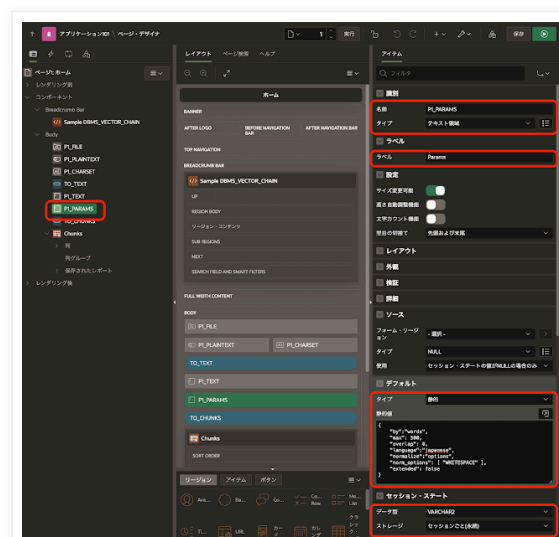 アプリケーション101 \ ページ・デザイナ
1
実行
保存
ページ1: ホーム
レンダリング前
コンポーネント
Breadcrumb Bar
Sample DBMS_VECTOR_CHAIN
Body
P1_FILE
P1_PLAINTEXT
P1_CHARSET
TO_TEXT
P1_TEXT
P1_PARAMS
TO_CHUNKS
Chunks
列
列グループ
保存されたレポート
レンダリング後
レイアウト
ページ検索
ヘルプ
ホーム
BANNER
AFTER LOGO
BEFORE NAVIGATION BAR
AFTER NAVIGATION BAR
TOP NAVIGATION
BREADCRUMB BAR
Sample DBMS_VECTOR_CHAIN
UP
REGION BODY
リージョン・コンテンツ
SUB REGIONS
NEXT
SEARCH FIELD AND SMART FILTERS
FULL WIDTH CONTENT
BODY
P1_FILE
P1_PLAINTEXT
P1_CHARSET
TO_TEXT
P1_TEXT
P1_PARAMS
TO_CHUNKS
Chunks
SORT ORDER
リージョン
アイテム
ボタン
Ava...
Ba...
Co...
Co... Row
Me... List
Ti...
URL
アイテム
フィルタ
識別
名前
P1_PARAMS
タイプ
テキスト領域
ラベル
ラベル
Params
設定
サイズ変更可能
高さ自動調整機能
文字カウント機能
空白の切捨て
先頭および末尾
レイアウト
外観
検証
詳細
ソース
フォーム・リージョン
- 選択 -
タイプ
NULL
使用
セッション・ステートの値がNULLの場合のみ
デフォルト
タイプ
静的
静的値
{
"by":"words",
"max": 500,
"overlap": 0,
"language":"japanese",
"normalize":"options",
"norm_options": [ "WHITESPACE" ],
"extended": false
}
セッション・ステート
データ型
VARCHAR2
ストレージ
セッションごと(永続)